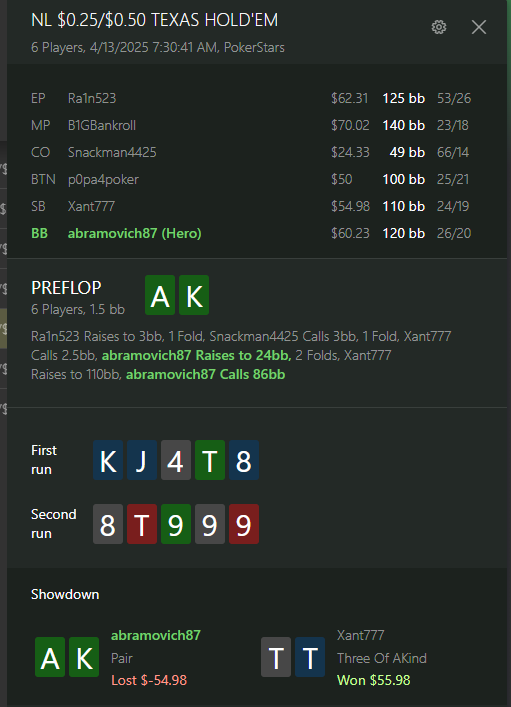 NL $0.25/$0.50 TEXAS HOLD'EM
6 Players, 4/13/2025 7:30:41 AM, PokerStars
EP Ra1n523 $62.31 125 bb 53/26
MP B1GBankroll $70.02 140 bb 23/18
CO Snackman4425 $24.33 49 bb 66/14
BTN p0pa4poker $50 100 bb 25/21
SB Xant777 $54.98 110 bb 24/19
BB abramovich87 (Hero) $60.23 120 bb 26/20
PREFLOP A K
6 Players, 1.5 bb
Ra1n523 Raises to 3bb, 1 Fold, Snackman4425 Calls 3bb, 1 Fold, Xant777
Calls 2.5bb, abramovich87 Raises to 24bb, 2 Folds, Xant777
Raises to 110bb, abramovich87 Calls 86bb
First run K J 4 T 8
Second run 8 T 9 9 9
Showdown
A K abramovich87
Pair
Lost $-54.98
T T Xant777
Three Of AKind
Won $55.98